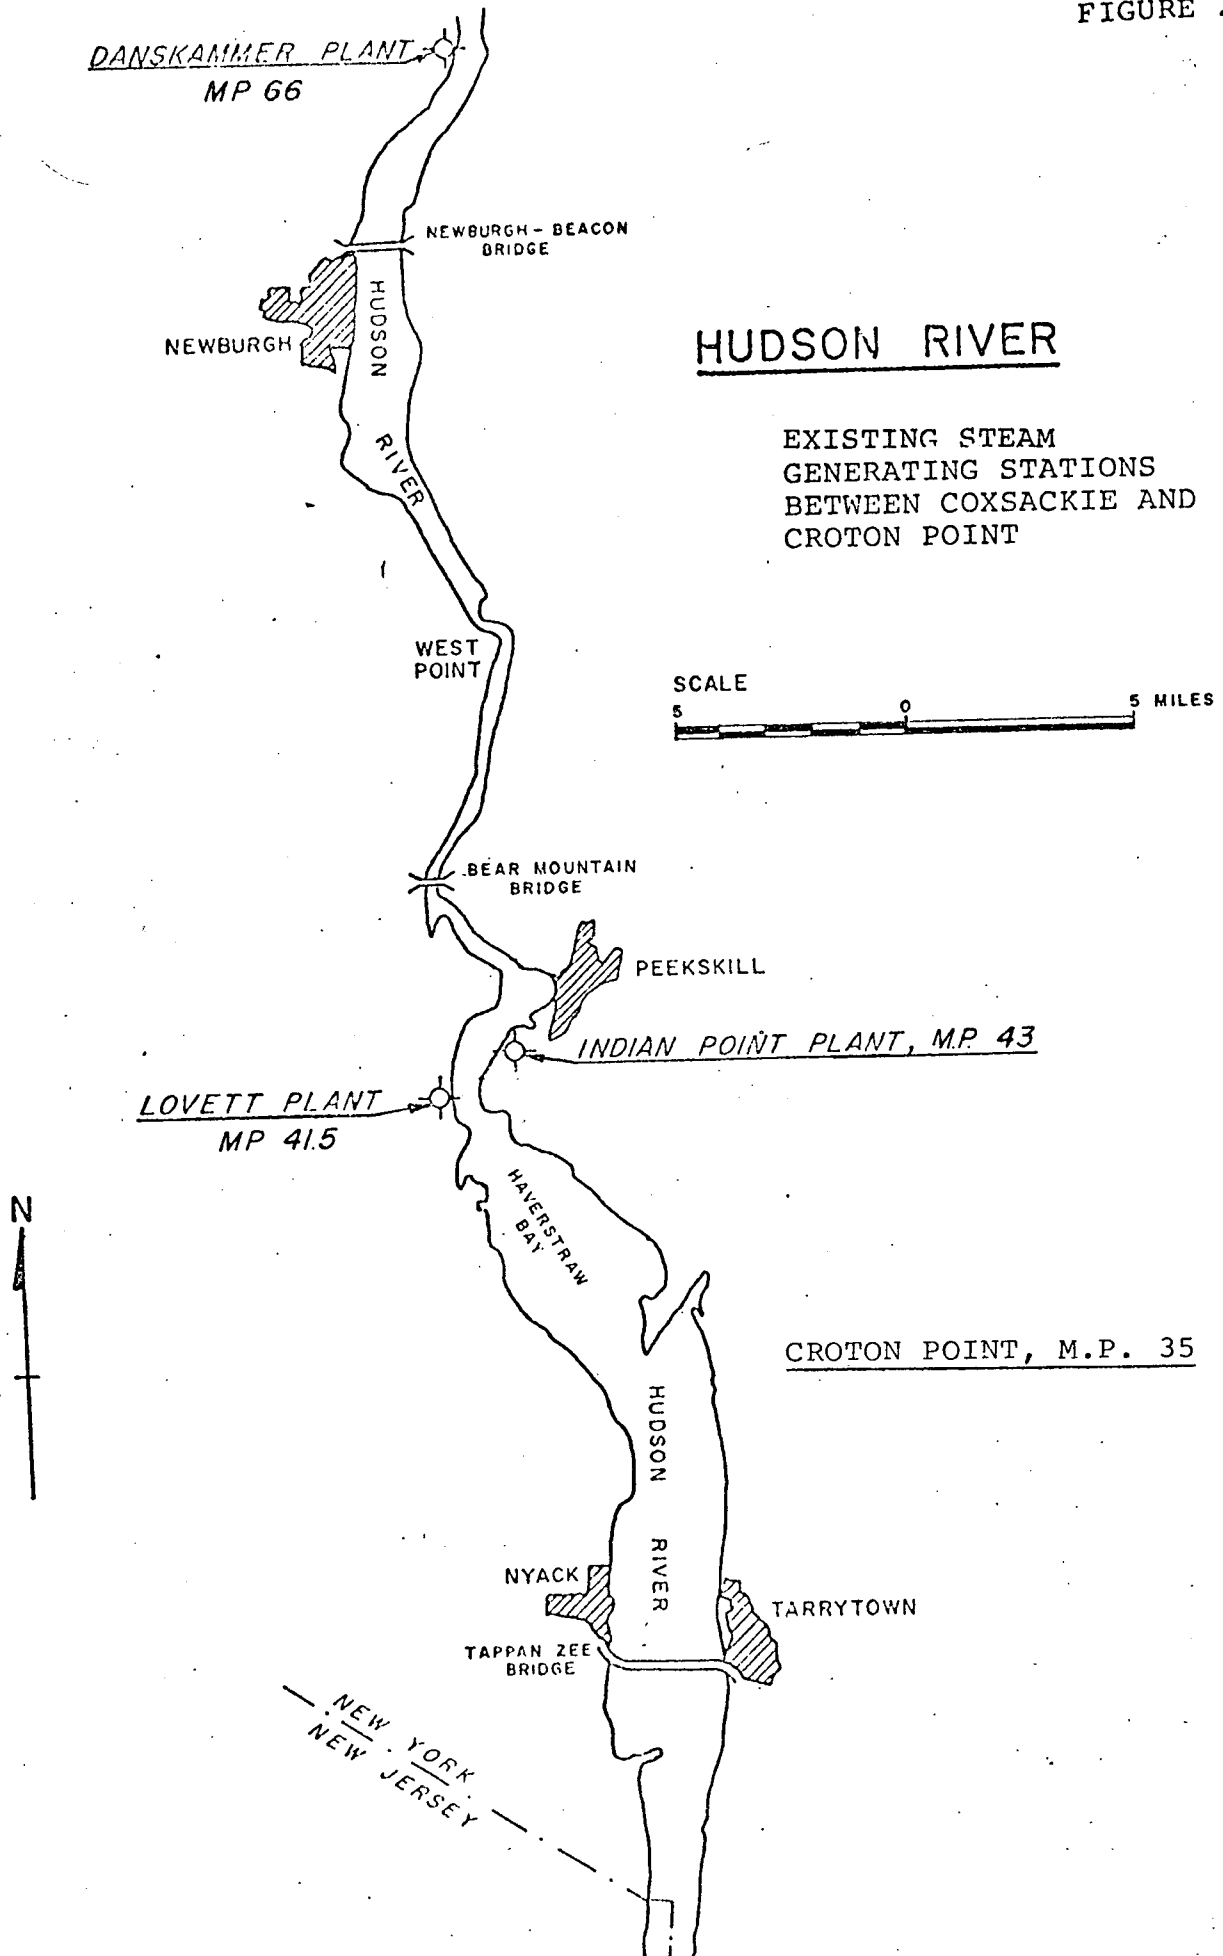 FIGURE
DANSKAMMER PLANT
MP 66
NEWBURGH - BEACON
BRIDGE
HUDSON
RIVER
NEWBURGH
HUDSON RIVER
EXISTING STEAM
GENERATING STATIONS
BETWEEN COXSACKIE AND
CROTON POINT
WEST
POINT
SCALE
5 0 5 MILES
BEAR MOUNTAIN
BRIDGE
PEEKSKILL
INDIAN POINT PLANT, M.P. 43
LOVETT PLANT
MP 41.5
N
HAVERSTRAW
BAY
CROTON POINT, M.P. 35
HUDSON
RIVER
NYACK
TARRYTOWN
TAPPAN ZEE
BRIDGE
NEW YORK
NEW JERSEY